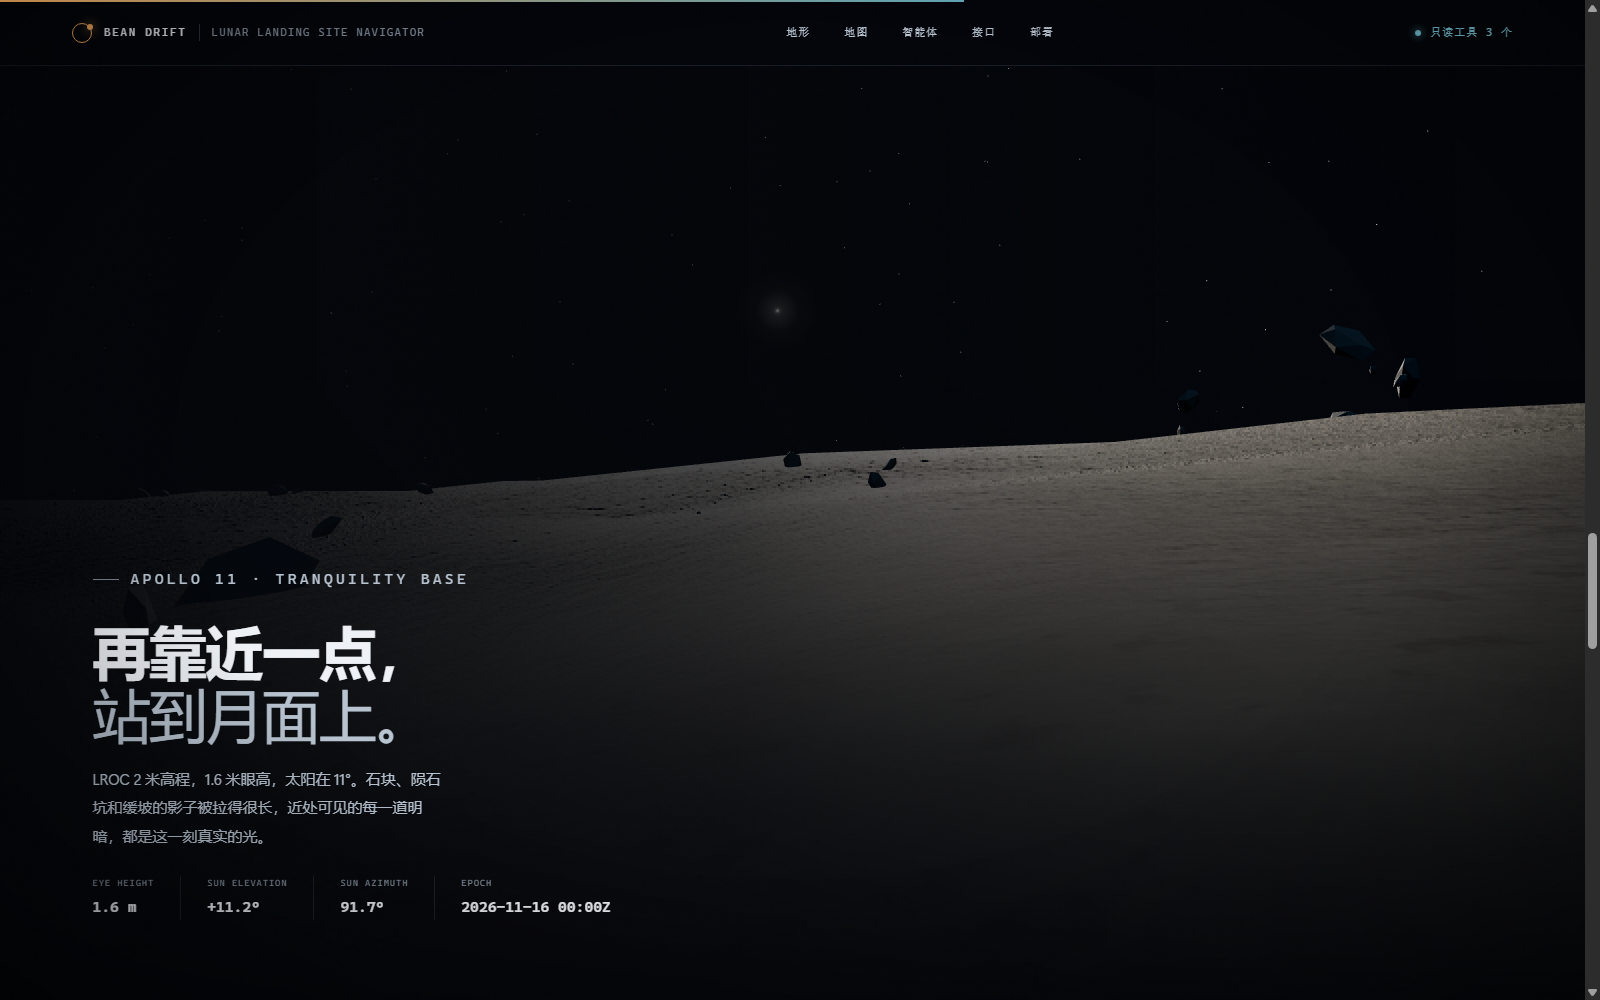 BEAN DRIFT
LUNAR LANDING SITE NAVIGATOR
地形
地图
智能体
接口
部署
只读工具 3 个
APOLLO 11 · TRANQUILITY BASE
再靠近一点，
站到月面上。
LROC 2 米高程，1.6 米眼高，太阳在 11°。石块、陨石
坑和缓坡的影子被拉得很长，近处可见的每一道明
暗，都是这一刻真实的光。
EYE HEIGHT
1.6 m
SUN ELEVATION
+11.2°
SUN AZIMUTH
91.7°
EPOCH
2026-11-16 00:00Z